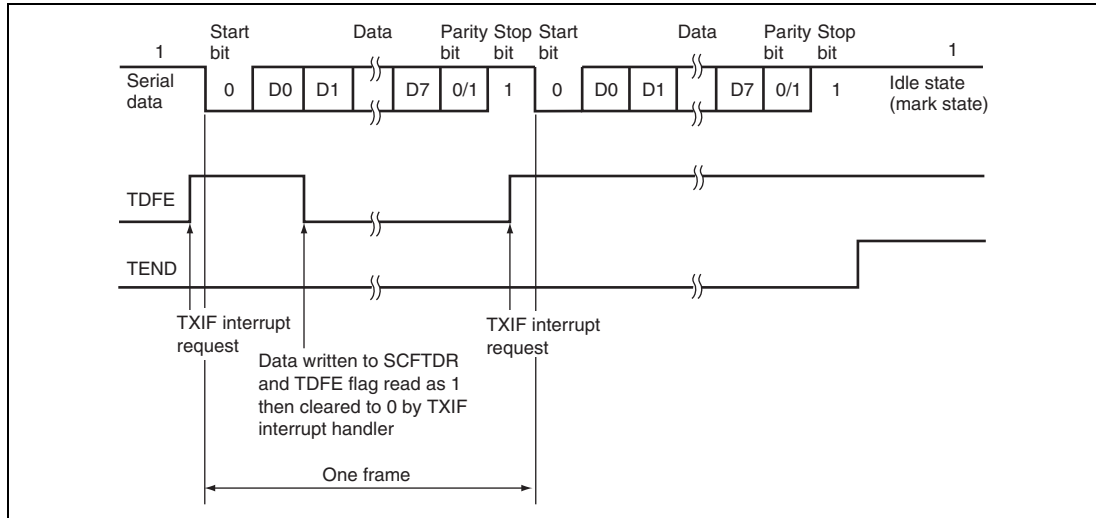 Start bit
Data
Parity bit
Stop bit
Start bit
Data
Parity bit
Stop bit
1
1
Serial data
0 D0 D1 D7 0/1 1 0 D0 D1 D7 0/1 1
Idle state
(mark state)
TDFE
TEND
TXIF interrupt
request
TXIF interrupt
request
Data written to SCFTDR
and TDFE flag read as 1
then cleared to 0 by TXIF
interrupt handler
One frame